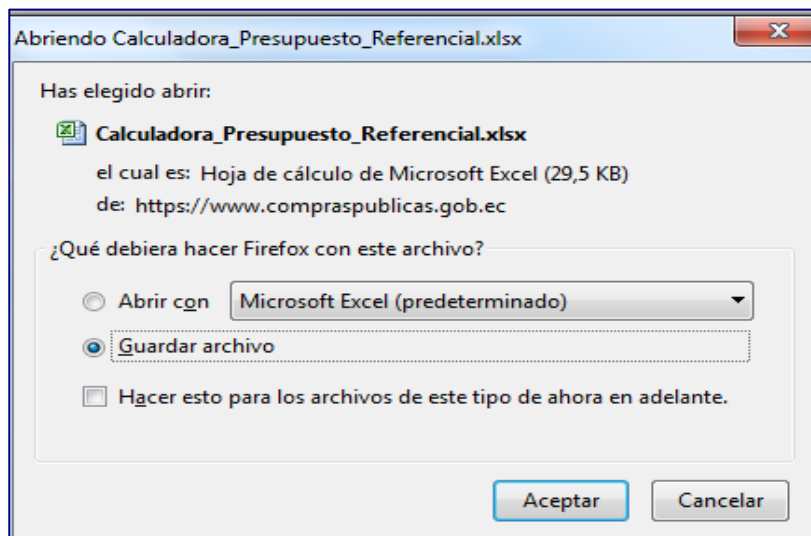 Abriendo Calculadora_Presupuesto_Referencial.xlsx
Has elegido abrir:
Calculadora_Presupuesto_Referencial.xlsx
el cual es: Hoja de cálculo de Microsoft Excel (29,5 KB)
de: https://www.compraspublicas.gob.ec
¿Qué debiera hacer Firefox con este archivo?
Abrir con Microsoft Excel (predeterminado)
Guardar archivo
Hacer esto para los archivos de este tipo de ahora en adelante.
Aceptar Cancelar